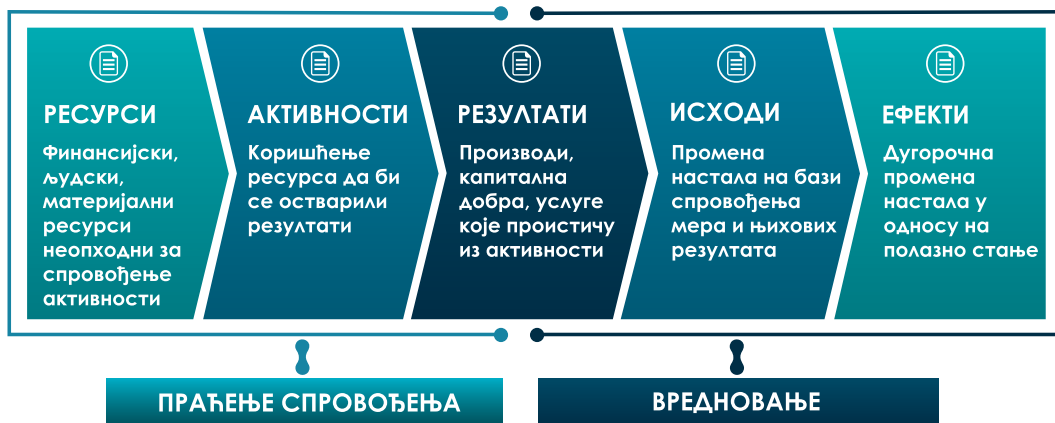 РЕСУРСИ
Финансијски,
људски,
материјални
ресурси
неопходни за
спровођење
активности
АКТИВНОСТИ
Коришћење
ресурса да би
се остварили
резултати
РЕЗУЛТАТИ
Производи,
капитална
добра, услуге
које проистичу
из активности
ИСХОДИ
Промена
настала на бази
спровођења
мера и њихових
резултата
ЕФЕКТИ
Дугорочна
промена
настала у
односу на
полазно стање
ПРАЋЕЊЕ СПРОВОЂЕЊА
ВРЕДНОВАЊЕ